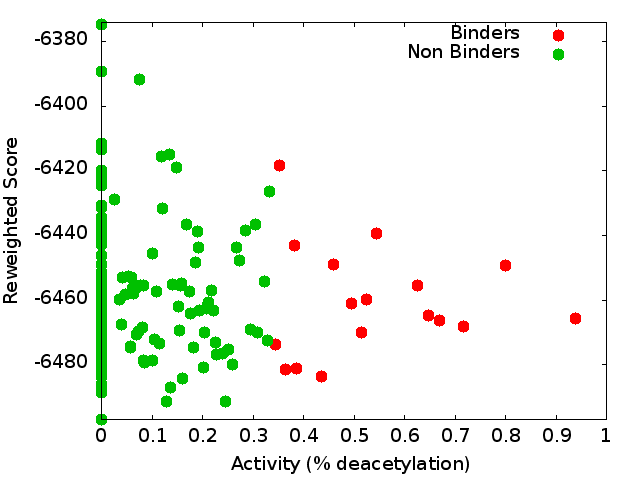 Binders
Non Binders
Reweighted Score
-6380
-6400
-6420
-6440
-6460
-6480
0 0.1 0.2 0.3 0.4 0.5 0.6 0.7 0.8 0.9 1
Activity (% deacetylation)